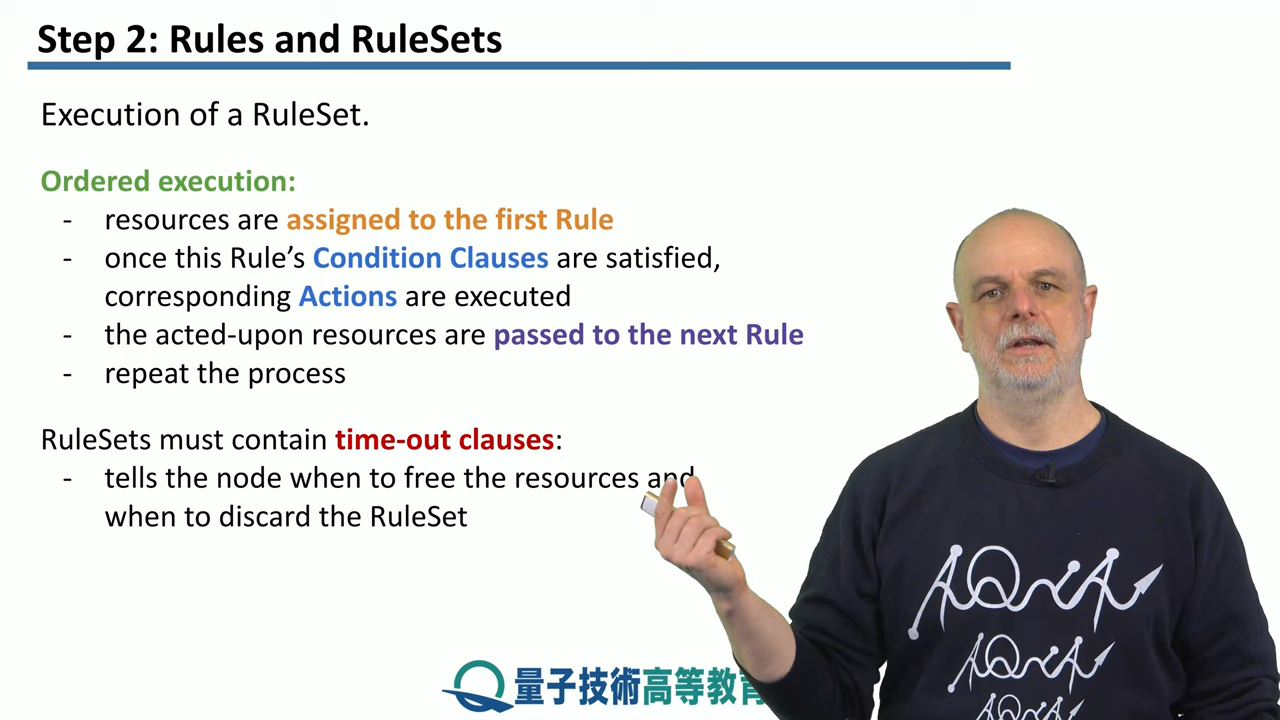 Step 2: Rules and RuleSets
Execution of a RuleSet.
Ordered execution:
- resources are assigned to the first Rule
- once this Rule’s Condition Clauses are satisfied,
corresponding Actions are executed
- the acted-upon resources are passed to the next Rule
- repeat the process
RuleSets must contain time-out clauses:
- tells the node when to free the resources and
when to discard the RuleSet
量子技術高等教育